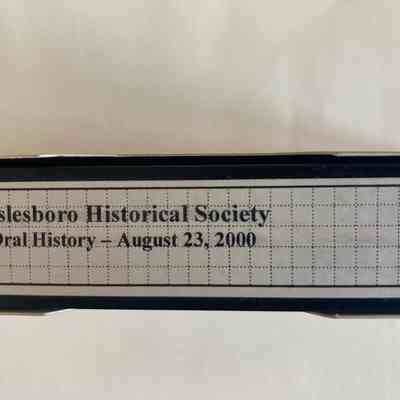 slesboro Historical Society
Oral History – August 23, 2000